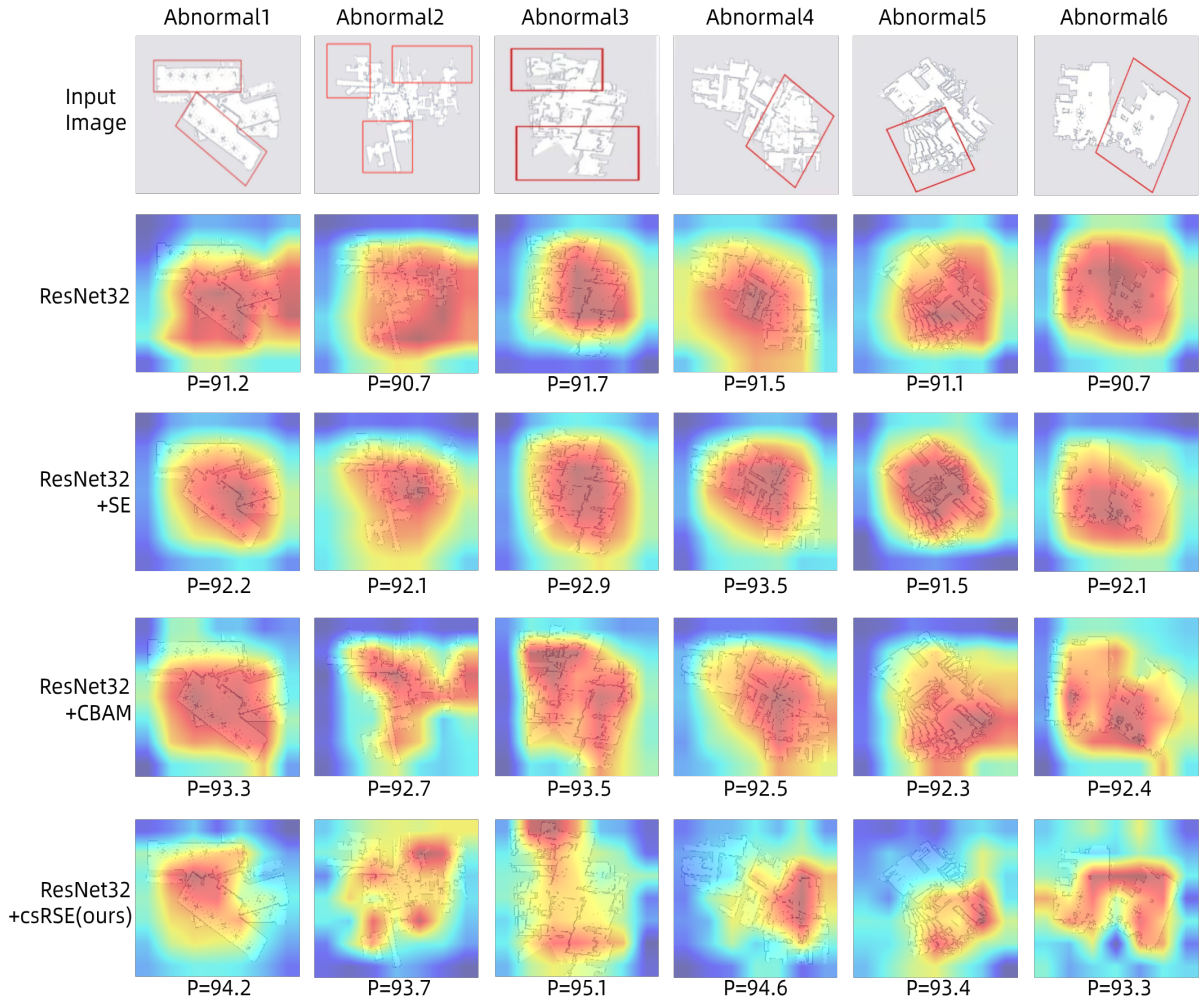 Abnormal1 Abnormal2 Abnormal3 Abnormal4 Abnormal5 Abnormal6
Input
Image
ResNet32
P=91.2 P=90.7 P=91.7 P=91.5 P=91.1 P=90.7
ResNet32
+SE
P=92.2 P=92.1 P=92.9 P=93.5 P=91.5 P=92.1
ResNet32
+CBAM
P=93.3 P=92.7 P=93.5 P=92.5 P=92.3 P=92.4
ResNet32
+csRSE(ours)
P=94.2 P=93.7 P=95.1 P=94.6 P=93.4 P=93.3